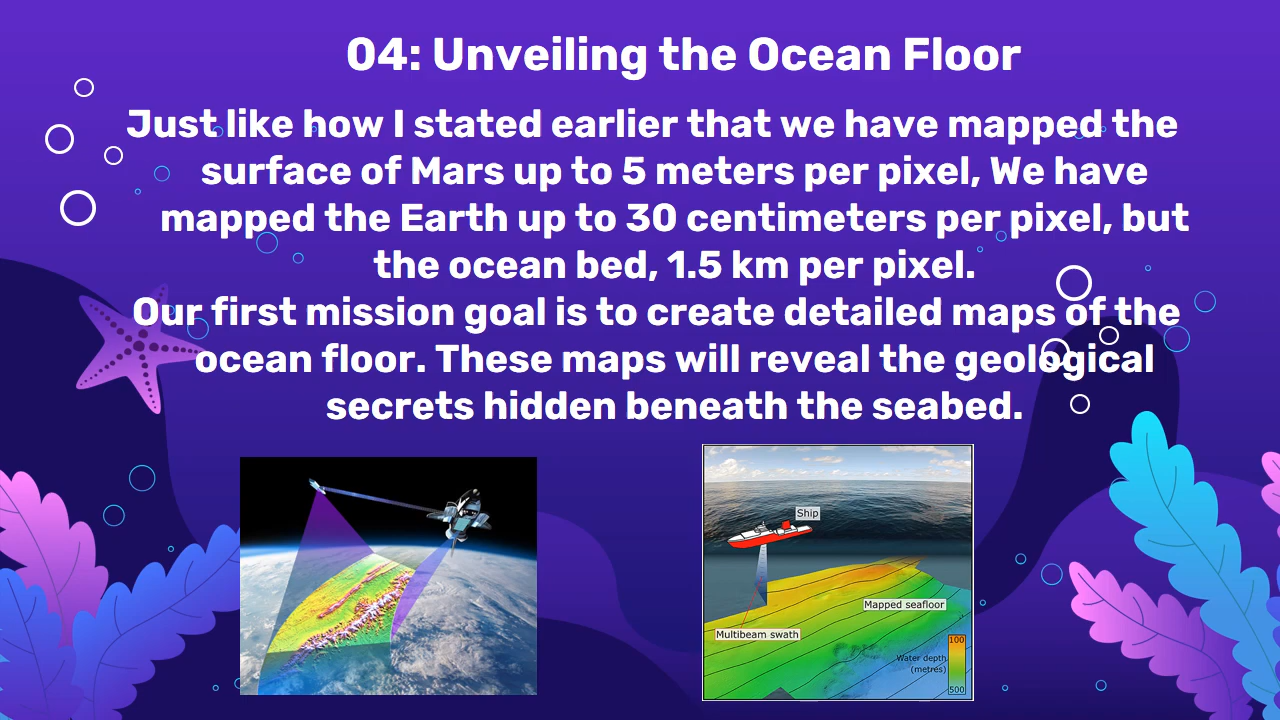 04: Unveiling the Ocean Floor
Just like how I stated earlier that we have mapped the
surface of Mars up to 5 meters per pixel, We have
mapped the Earth up to 30 centimeters per pixel, but
the ocean bed, 1.5 km per pixel.
Our first mission goal is to create detailed maps of the
ocean floor. These maps will reveal the geological
secrets hidden beneath the seabed.
Ship
Mapped seafloor
Multibeam swath
100
Water depth
(metres)
500